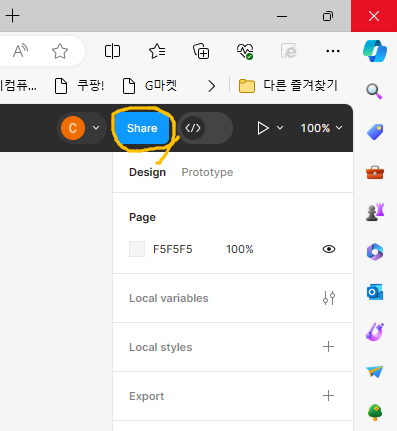 이컴퓨... 쿠팡! G마켓 다른 즐겨찾기
C Share </> 100%
Design Prototype
Page
F5F5F5 100%
Local variables
Local styles
Export